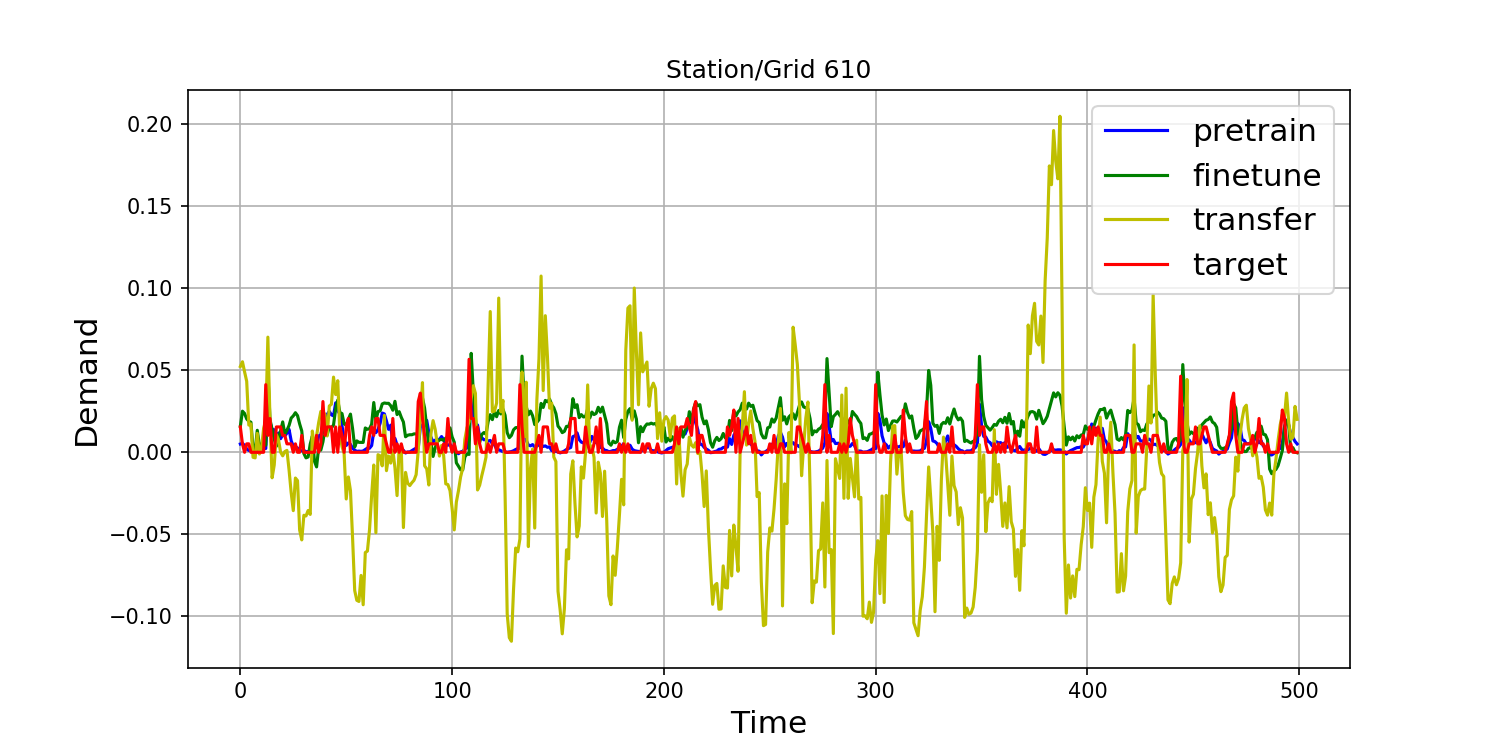 Station/Grid 610
pretrain
finetune
transfer
target
Demand
0.20
0.15
0.10
0.05
0.00
−0.05
−0.10
0 100 200 300 400 500
Time